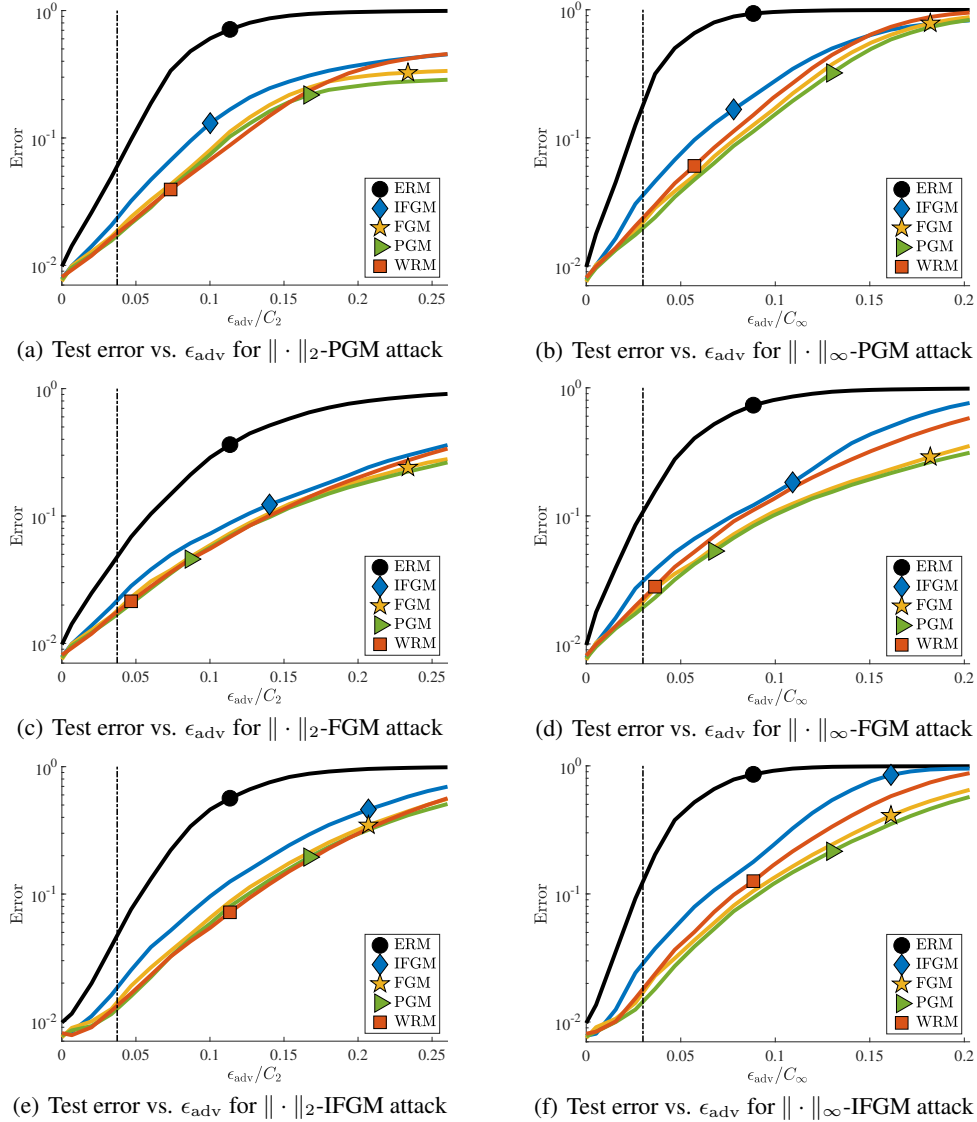 10^0
10^{-1}
10^{-2}
Error
0 0.05 0.1 0.15 0.2 0.25
ϵ_adv/C_2
ERM
IFGM
FGM
PGM
WRM
(a) Test error vs. ϵ_adv for ‖ · ‖_2-PGM attack
10^0
10^{-1}
10^{-2}
Error
0 0.05 0.1 0.15 0.2
ϵ_adv/C_∞
ERM
IFGM
FGM
PGM
WRM
(b) Test error vs. ϵ_adv for ‖ · ‖_∞-PGM attack
10^0
10^{-1}
10^{-2}
Error
0 0.05 0.1 0.15 0.2 0.25
ϵ_adv/C_2
ERM
IFGM
FGM
PGM
WRM
(c) Test error vs. ϵ_adv for ‖ · ‖_2-FGM attack
10^0
10^{-1}
10^{-2}
Error
0 0.05 0.1 0.15 0.2
ϵ_adv/C_∞
ERM
IFGM
FGM
PGM
WRM
(d) Test error vs. ϵ_adv for ‖ · ‖_∞-FGM attack
10^0
10^{-1}
10^{-2}
Error
0 0.05 0.1 0.15 0.2 0.25
ϵ_adv/C_2
ERM
IFGM
FGM
PGM
WRM
(e) Test error vs. ϵ_adv for ‖ · ‖_2-IFGM attack
10^0
10^{-1}
10^{-2}
Error
0 0.05 0.1 0.15 0.2
ϵ_adv/C_∞
ERM
IFGM
FGM
PGM
WRM
(f) Test error vs. ϵ_adv for ‖ · ‖_∞-IFGM attack